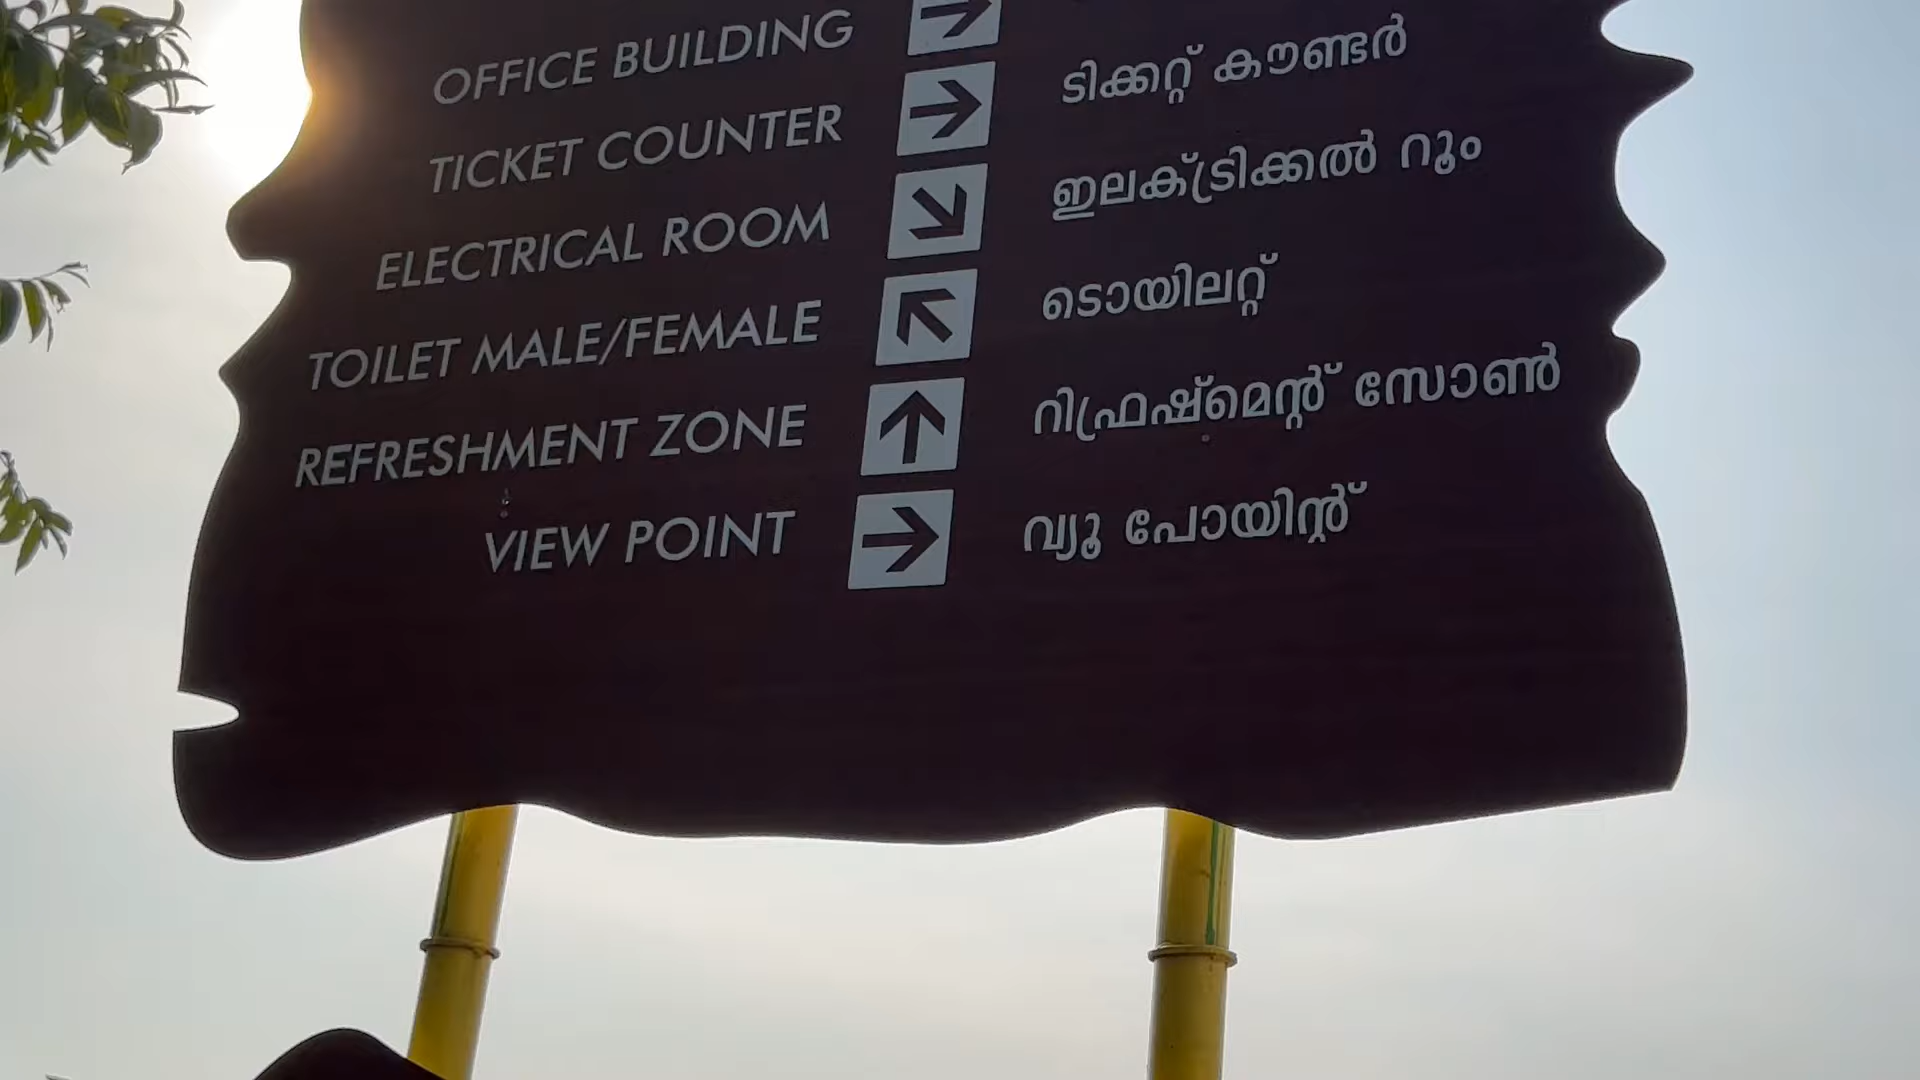 OFFICE BUILDING
TICKET COUNTER ടിക്കറ്റ് കൗണ്ടർ
ELECTRICAL ROOM ഇലക്ട്രിക്കൽ റൂം
TOILET MALE/FEMALE ടൊയിലറ്റ്
REFRESHMENT ZONE റിഫ്രഷ്മെന്റ് സോൺ
VIEW POINT വ്യൂ പോയിന്റ്